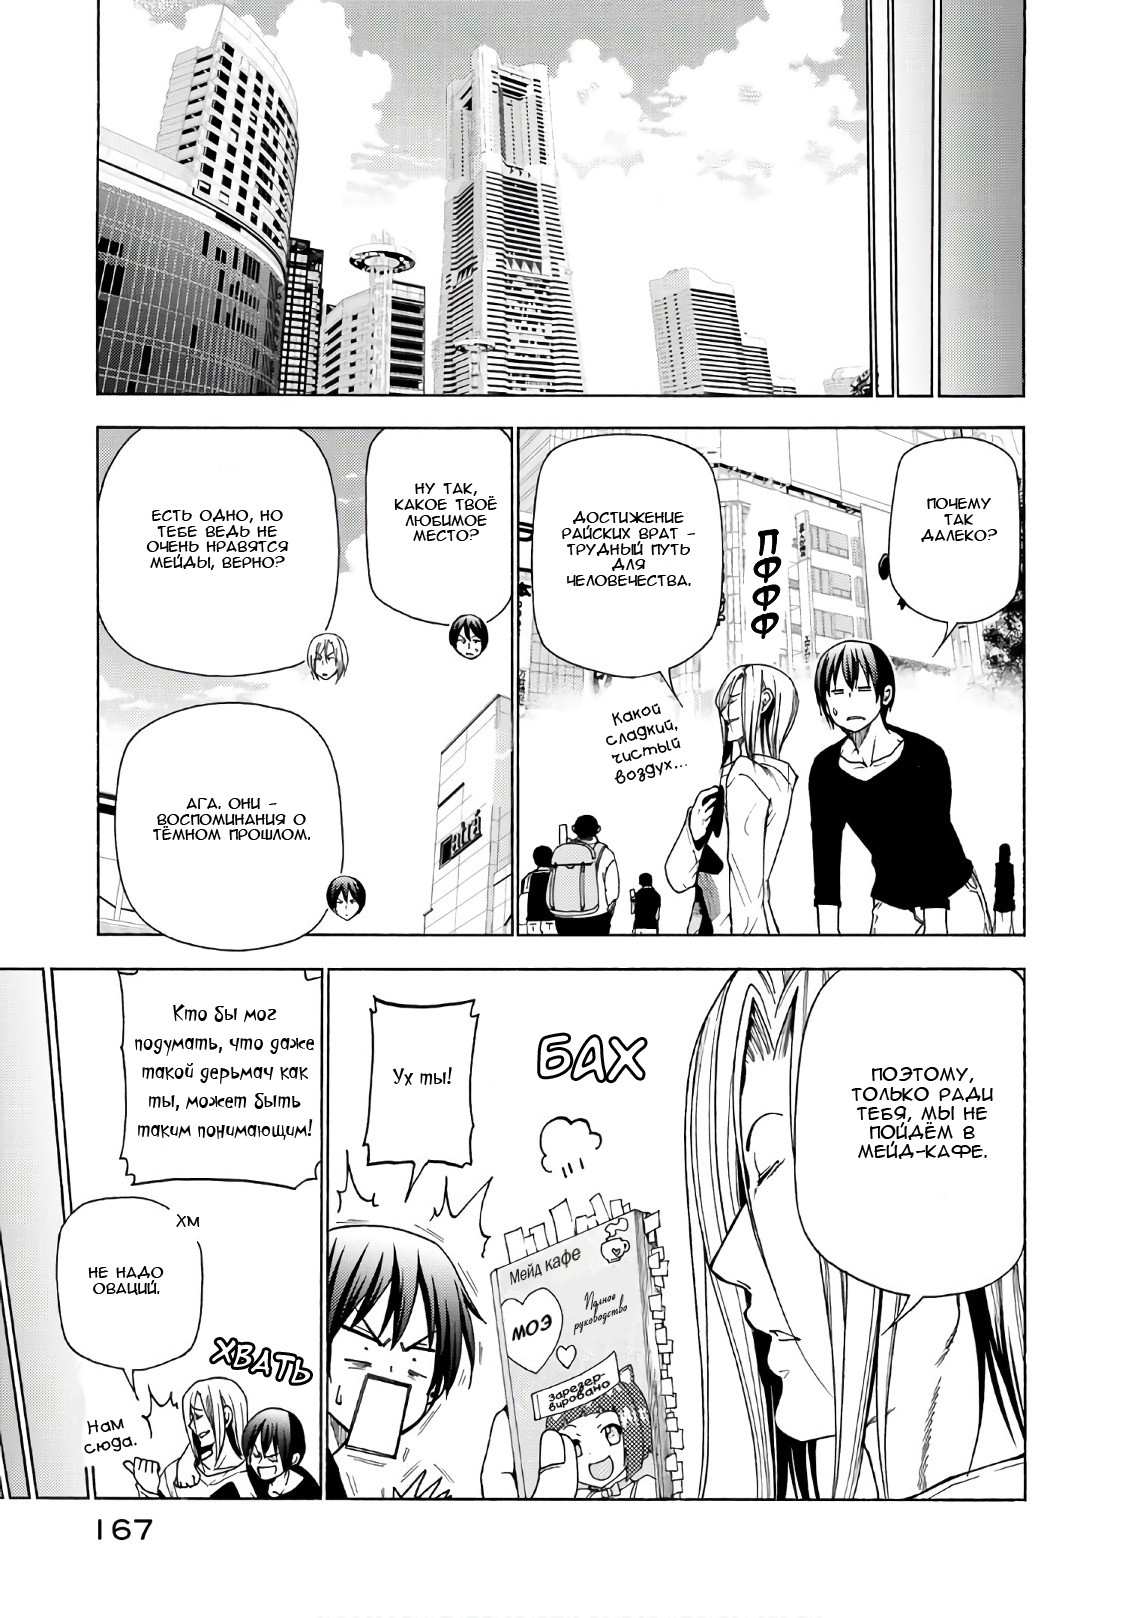 ПОЧЕМУ
ТАК
ДАЛЕКО?
ПФФФ
ДОСТИЖЕНИЕ
РАЙСКИХ ВРАТ -
ТРУДНЫЙ ПУТЬ
ДЛЯ
ЧЕЛОВЕЧЕСТВА.
Какой
сладкий,
чистый
воздух...
НУ ТАК,
КАКОЕ ТВОЁ
ЛЮБИМОЕ
МЕСТО?
ЕСТЬ ОДНО, НО
ТЕБЕ ВЕДЬ НЕ
ОЧЕНЬ НРАВЯТСЯ
МЕЙДЫ, ВЕРНО?
АГА. ОНИ -
ВОСПОМИНАНИЯ О
ТЁМНОМ ПРОШЛОМ.
ПОЭТОМУ,
ТОЛЬКО РАДИ
ТЕБЯ, МЫ НЕ
ПОЙДЁМ В
МЕЙД-КАФЕ.
БАХ
Мейд кафе
МОЭ
Полное
руководство
зарезер-
вировано
Ух ты!
Кто бы мог
подумать, что даже
такой дерьмач как
ты, может быть
таким понимающим!
ХМ
НЕ НАДО
ОВАЦИЙ.
ХВАТЬ
Нам
сюда.
167